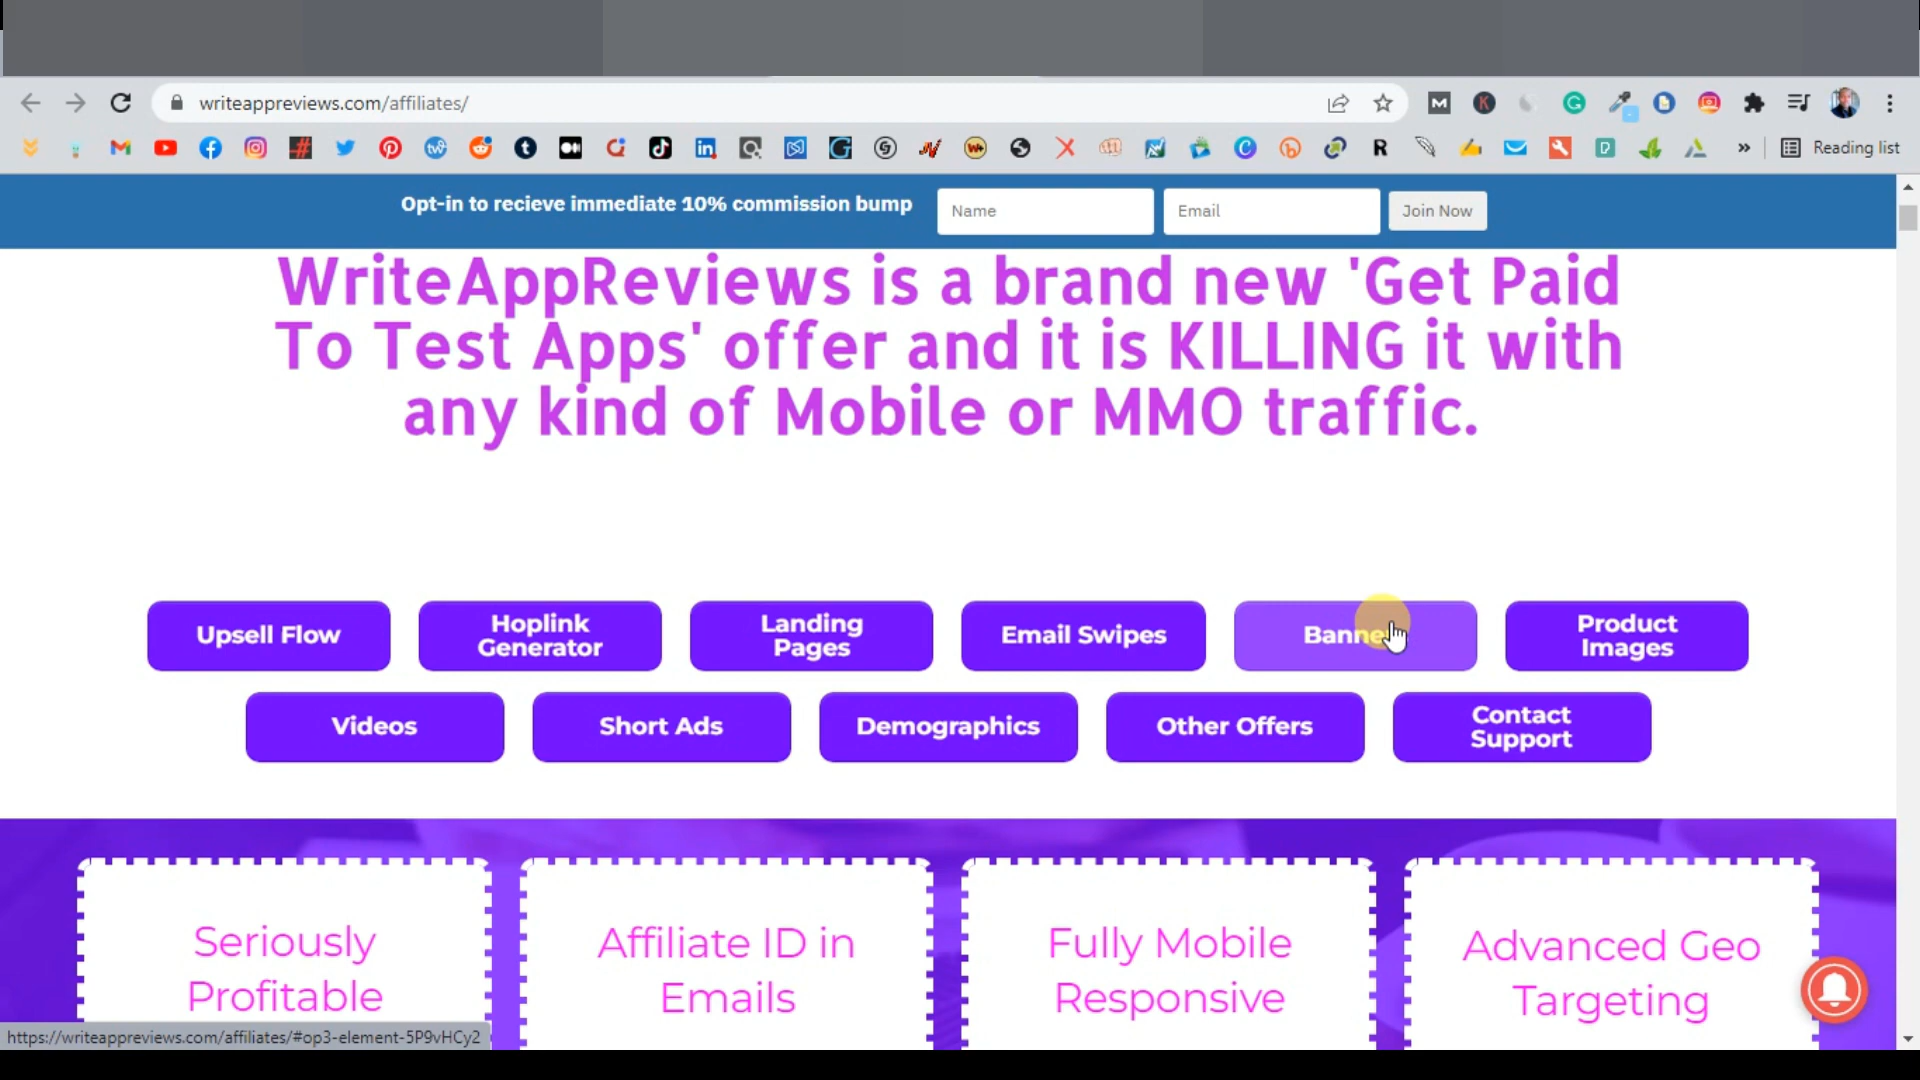 writeappreviews.com/affiliates/
Reading list
Opt-in to recieve immediate 10% commission bump
Name
Email
Join Now
WriteAppReviews is a brand new 'Get Paid
To Test Apps' offer and it is KILLING it with
any kind of Mobile or MMO traffic.
Upsell Flow
Hoplink
Generator
Landing
Pages
Email Swipes
Product
Images
Videos
Short Ads
Demographics
Other Offers
Contact
Support
Seriously
Profitable
Affiliate ID in
Emails
Fully Mobile
Responsive
Advanced Geo
Targeting
https://writeappreviews.com/affiliates/#op3-element-5P9vHCy2